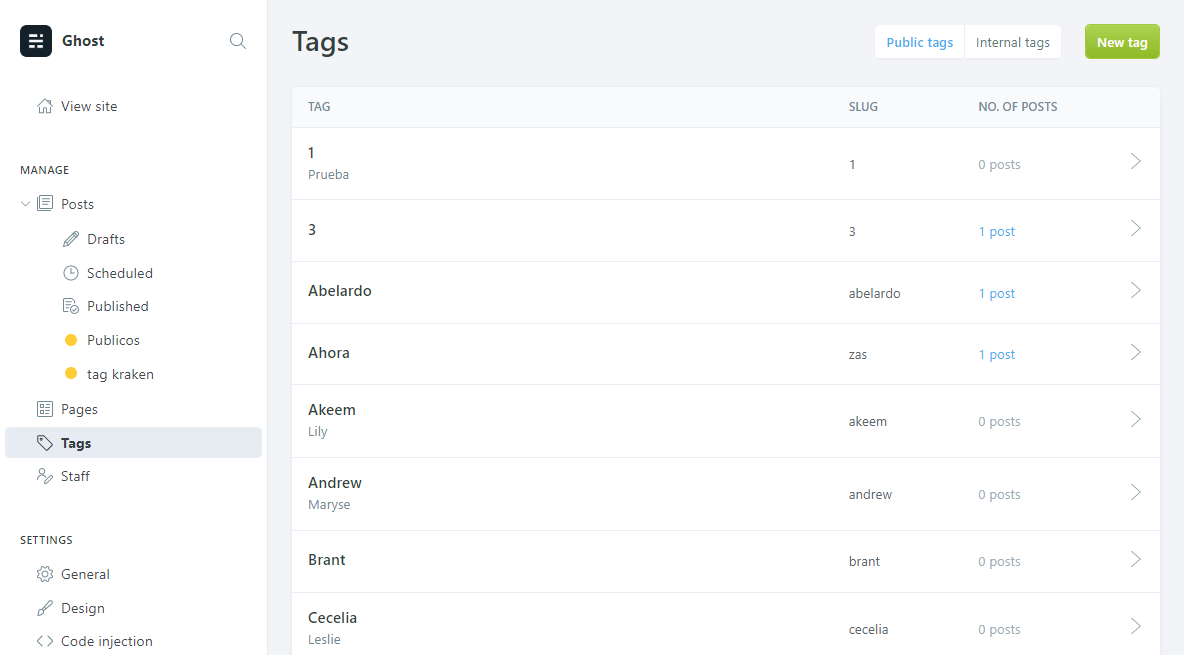 Ghost
View site
MANAGE
Posts
Drafts
Scheduled
Published
Publicos
tag kraken
Pages
Tags
Staff
SETTINGS
General
Design
Code injection
Tags
Public tags Internal tags New tag
TAG SLUG NO. OF POSTS
1
Prueba
1 0 posts
3 3 1 post
Abelardo abelardo 1 post
Ahora zas 1 post
Akeem
Lily
akeem 0 posts
Andrew
Maryse
andrew 0 posts
Brant brant 0 posts
Cecelia
Leslie
cecelia 0 posts